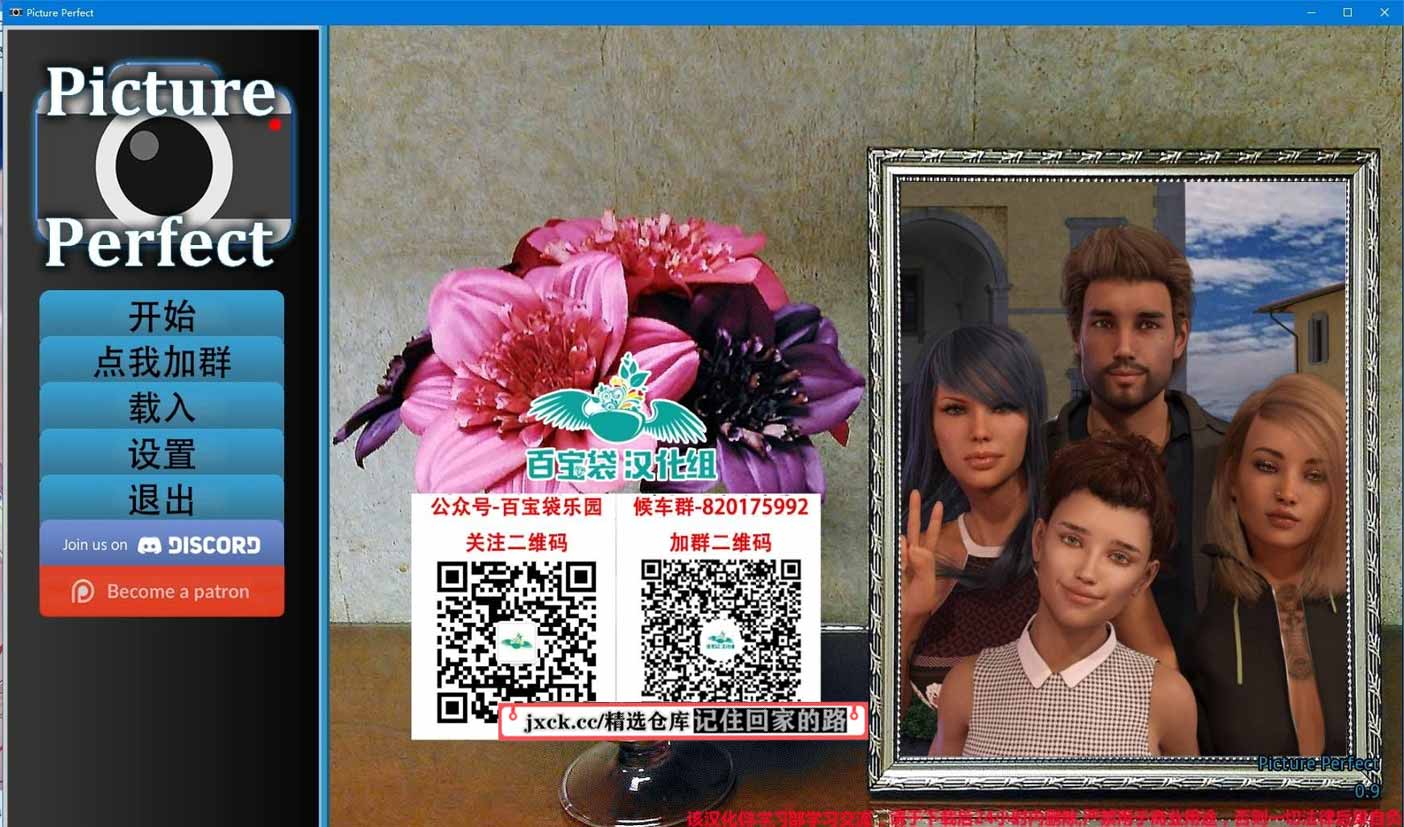 Picture Perfect
Picture
Perfect
开始
点我加群
载入
设置
退出
Join us on DISCORD
Become a patron
百宝袋汉化组
公众号-百宝袋乐园
候车群-820175992
关注二维码
加群二维码
jxck.cc/精选仓库 记住回家的路
Picture Perfect
0.9